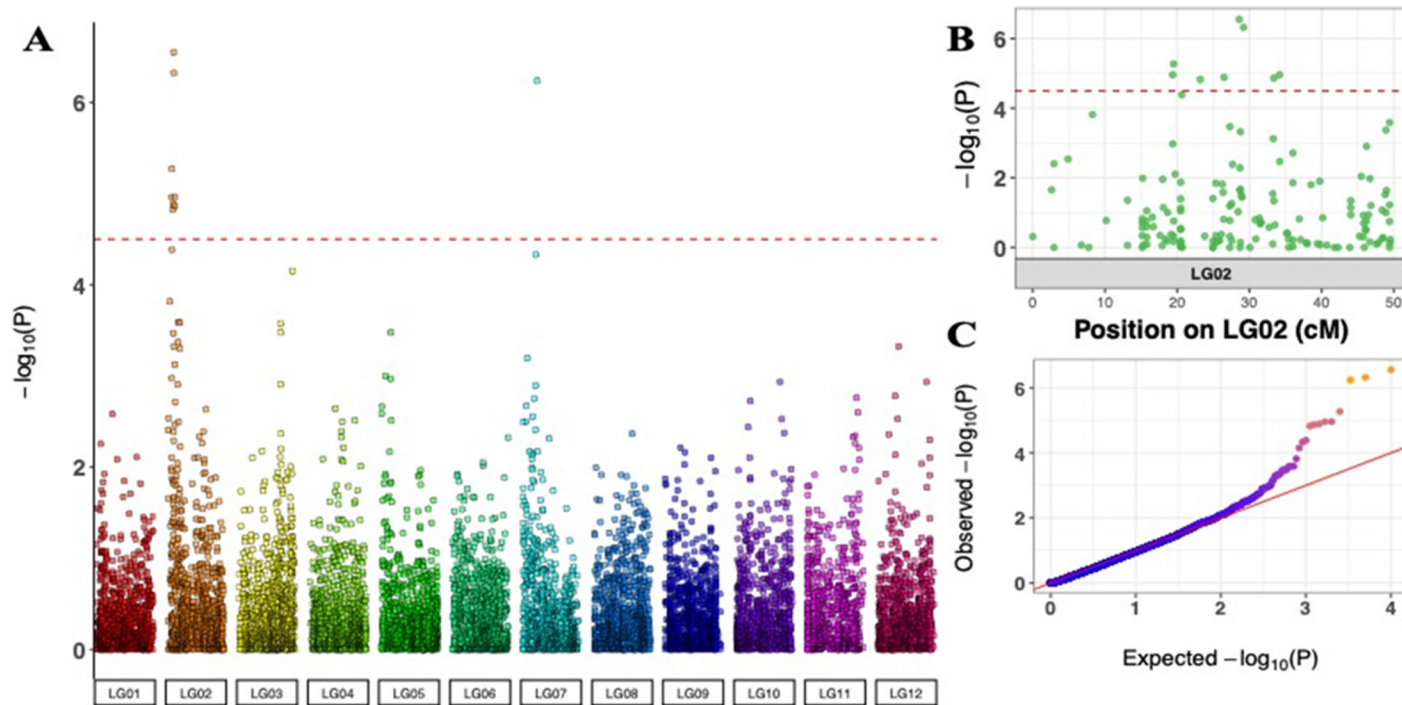 A
6
4
2
0
−log10(P)
LG01 LG02 LG03 LG04 LG05 LG06 LG07 LG08 LG09 LG10 LG11 LG12
B
6
4
2
0
−log10(P)
LG02
0 10 20 30 40 50
Position on LG02 (cM)
C
6
4
2
0
Observed −log10(P)
0 1 2 3 4
Expected −log10(P)